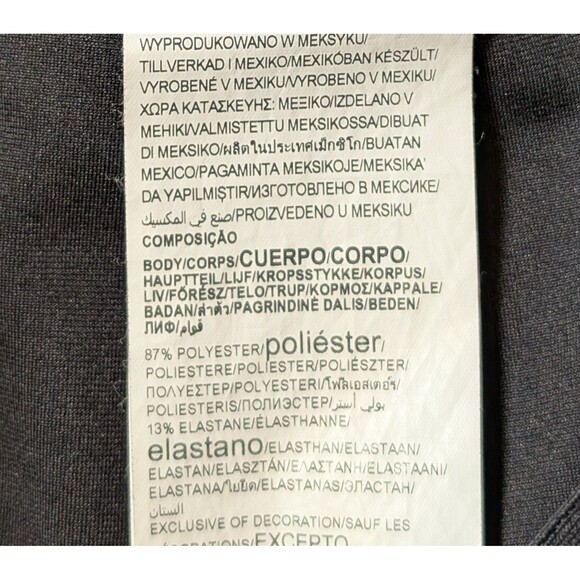 WYPRODUKOWANO W MEKSYKU/
TILLVERKAD I MEXIKO/MEXIKÓBAN KÉSZÜLT/
VYROBENÉ V MEXIKU/VYROBENO V MEXIKU/
ΧΩΡΑ ΚΑΤΑΣΚΕΥΗΣ: ΜΕΞΙΚΟ/IZDELANO V
MEHIKI/VALMISTETTU MEKSIKOSSA/DIBUAT
DI MEKSIKO/ผลิตในประเทศเม็กซิโก/BUATAN
MEXICO/PAGAMINTA MEKSIKOJE/MEKSIKA'
DA YAPILMIŞTIR/ИЗГОТОВЛЕНО В МЕКСИКЕ/
صنع في المكسيك/PROIZVEDENO U MEKSIKU
COMPOSIÇÃO
BODY/CORPS/CUERPO/CORPO/
HAUPTTEIL/LIJF/KROPSSTYKKE/KORPUS/
LIV/FŐRÉSZ/TELO/TRUP/ΚΟΡΜΟΣ/KAPPALE/
BADAN/ลำตัว/PAGRINDINĖ DALIS/BEDEN/
ЛИФ/قوام/
87% POLYESTER/poliéster/
POLIESTERE/POLIESTER/POLIÉSZTER/
ΠΟΛΥΕΣΤΕΡ/POLYESTERI/โพลีเอสเตอร์/
POLIESTERIS/ПОЛИЭСТЕР/بولي أستر/
13% ELASTANE/ÉLASTHANNE/
elastano/ELASTHAN/ELASTAAN/
ELASTAN/ELASZTÁN/ΕΛΑΣΤΑΝΗ/ELASTAANI/
ELASTANA/ใยยืด/ELASTANAS/ЭЛАСТАН/
الستان
EXCLUSIVE OF DECORATION/SAUF LES
DÉCORATIONS/EXCEPTO